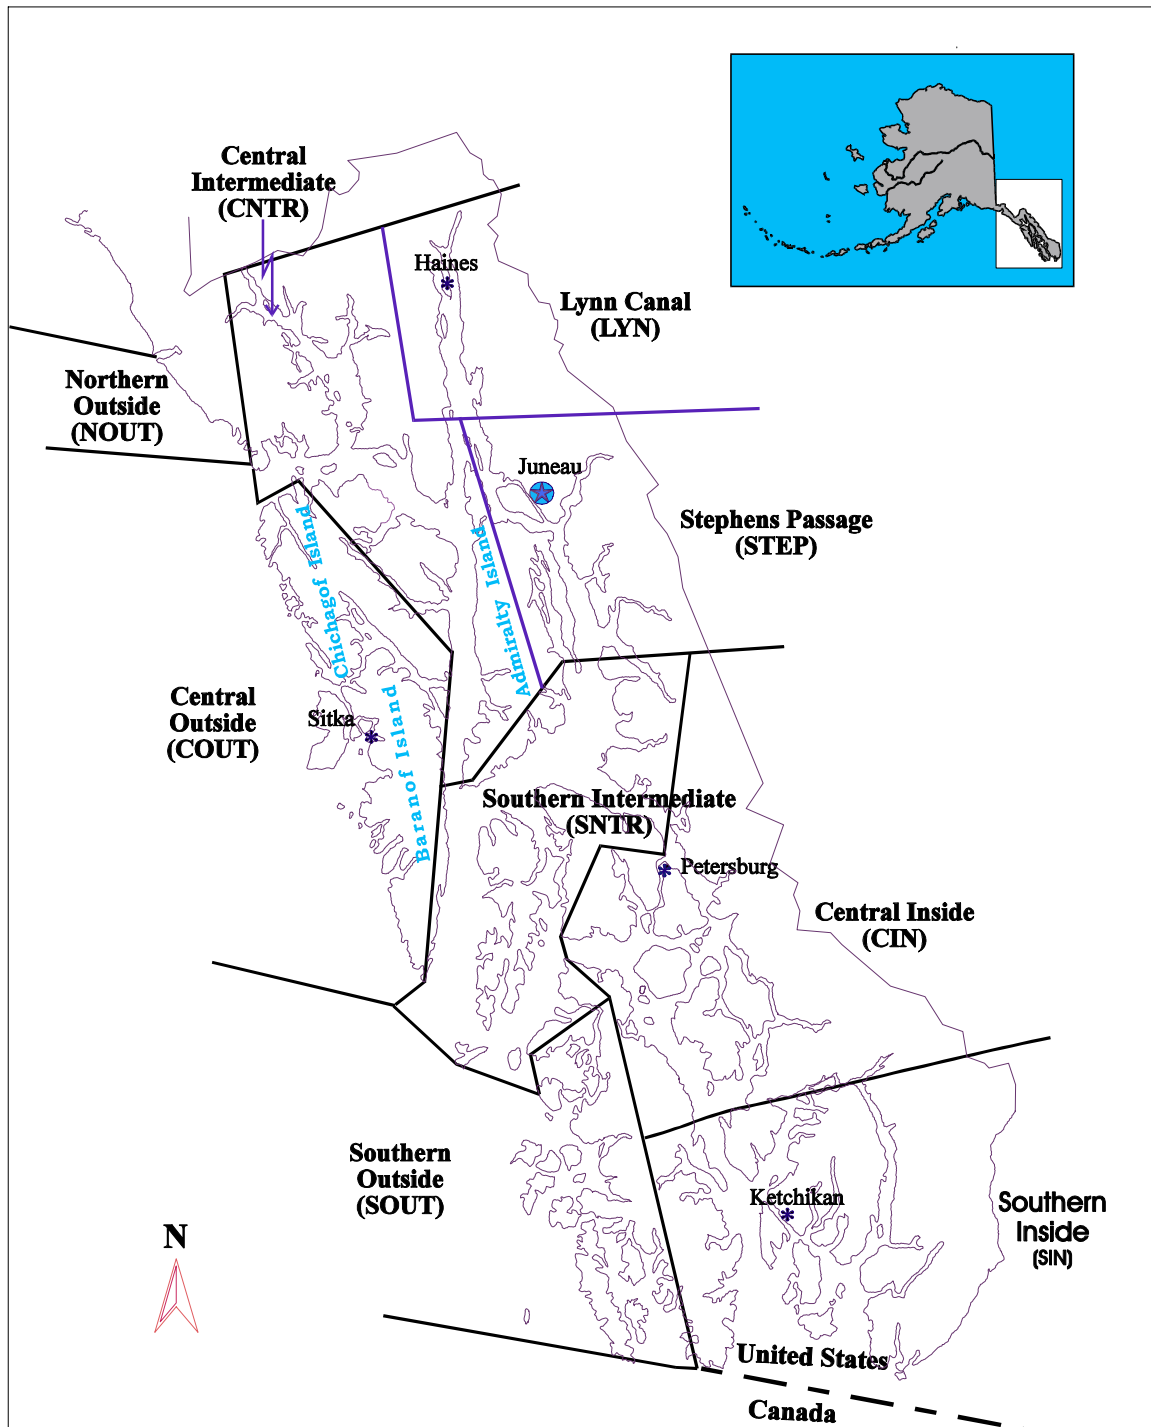 Central
Intermediate
(CNTR)
Haines
Lynn Canal
(LYN)
Northern
Outside
(NOUT)
Juneau
Stephens Passage
(STEP)
Chichagof Island
Admiralty Island
Central
Outside
(COUT)
Sitka
Baranof Island
Southern Intermediate
(SNTR)
Petersburg
Central Inside
(CIN)
Southern
Outside
(SOUT)
Ketchikan
Southern
Inside
(SIN)
N
United States
Canada